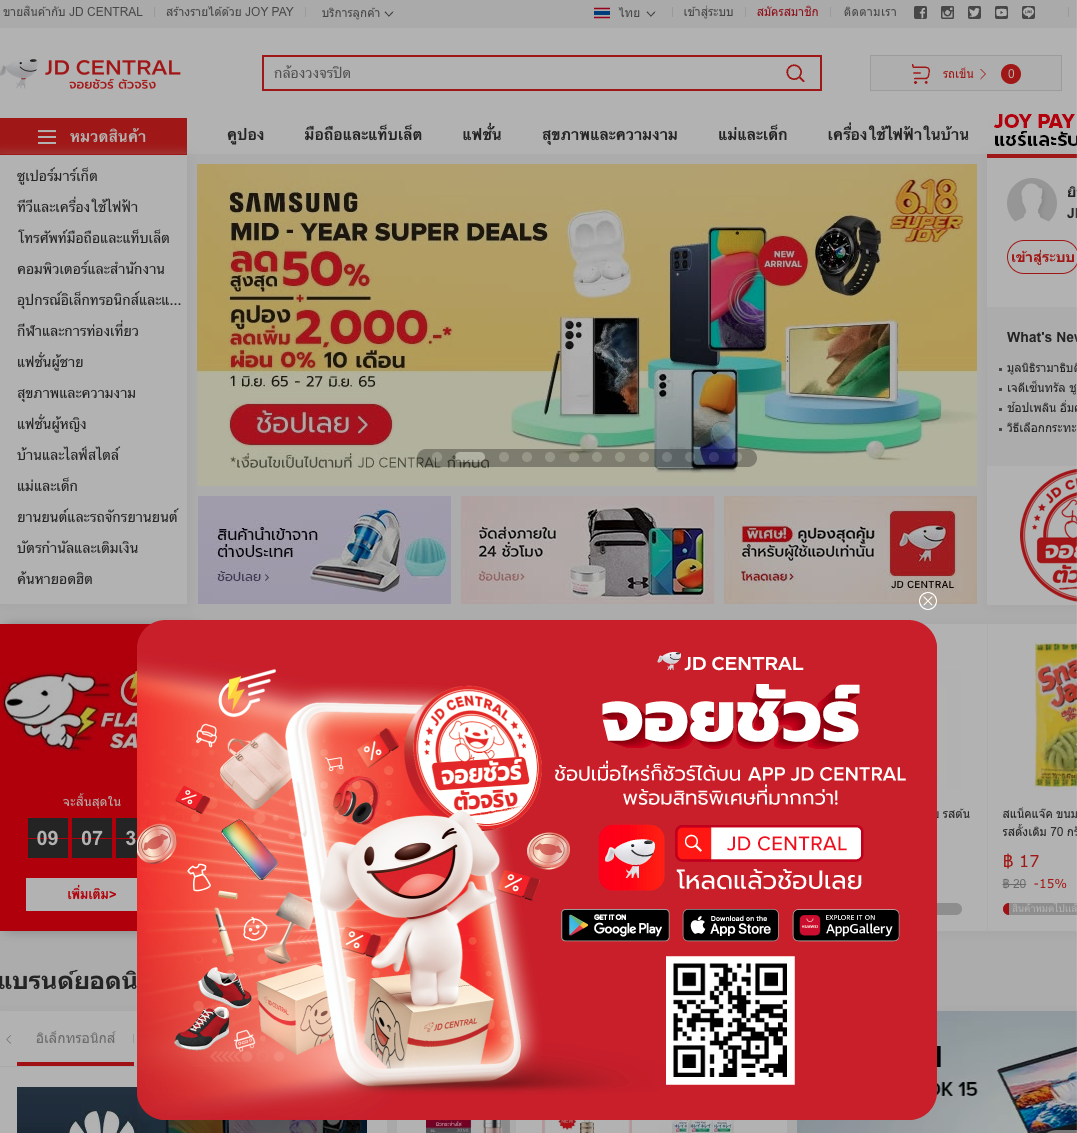 ขายสินค้ากับ JD CENTRAL
สร้างรายได้ด้วย JOY PAY
บริการลูกค้า
ไทย
เข้าสู่ระบบ
สมัครสมาชิก
ติดตามเรา
JD CENTRAL
จอยชัวร์ ตัวจริง
กล้องวงจรปิด
รถเข็น
0
หมวดสินค้า
คูปอง
มือถือและแท็บเล็ต
แฟชั่น
สุขภาพและความงาม
แม่และเด็ก
เครื่องใช้ไฟฟ้าในบ้าน
JOY PAY
แชร์และรับ
ซูเปอร์มาร์เก็ต
ทีวีและเครื่องใช้ไฟฟ้า
โทรศัพท์มือถือและแท็บเล็ต
คอมพิวเตอร์และสำนักงาน
อุปกรณ์อิเล็กทรอนิกส์และแ...
กีฬาและการท่องเที่ยว
แฟชั่นผู้ชาย
สุขภาพและความงาม
แฟชั่นผู้หญิง
บ้านและไลฟ์สไตล์
แม่และเด็ก
ยานยนต์และรถจักรยานยนต์
บัตรกำนัลและเติมเงิน
ค้นหายอดฮิต
SAMSUNG
MID - YEAR SUPER DEALS
ลด
สูงสุด 50%
+
คูปอง
ลดเพิ่ม 2,000.-*
ผ่อน 0% 10 เดือน
1 มิ.ย. 65 - 27 มิ.ย. 65
ช้อปเลย
*เงื่อนไขเป็นไปตามที่ JD CENTRAL กำหนด
NEW
ARRIVAL
6.18
SUPER
JOY
เข้าสู่ระบบ
What's New
มูลนิธิรามาธิบดี
เจดีเซ็นทรัล
ช้อปเพลิน
วิธีเลือกกระทะ
สินค้านำเข้าจาก
ต่างประเทศ
ช้อปเลย
จัดส่งภายใน
24 ชั่วโมง
ช้อปเลย
พิเศษ! คูปองสุดคุ้ม
สำหรับผู้ใช้แอปเท่านั้น
โหลดเลย
JD CENTRAL
FLA
SA
จะสิ้นสุดใน
09 07 3
เพิ่มเติม>
JD CENTRAL
จอยชัวร์
ช้อปเมื่อไหร่ก็ชัวร์ได้บน APP JD CENTRAL
พร้อมสิทธิพิเศษที่มากกว่า!
JD CENTRAL
โหลดแล้วช้อปเลย
GET IT ON
Google Play
Download on the
App Store
EXPLORE IT ON
AppGallery
JD CENTRAL
จอยชัวร์
ตัวจริง
JD CENTRAL
รสต้น
สแน็คแจ๊ค ขนม
รสดั้งเดิม 70 กรั
฿ 17
฿ 20 -15%
แบรนด์ยอดนิ
อิเล็กทรอนิกส์
OK 15